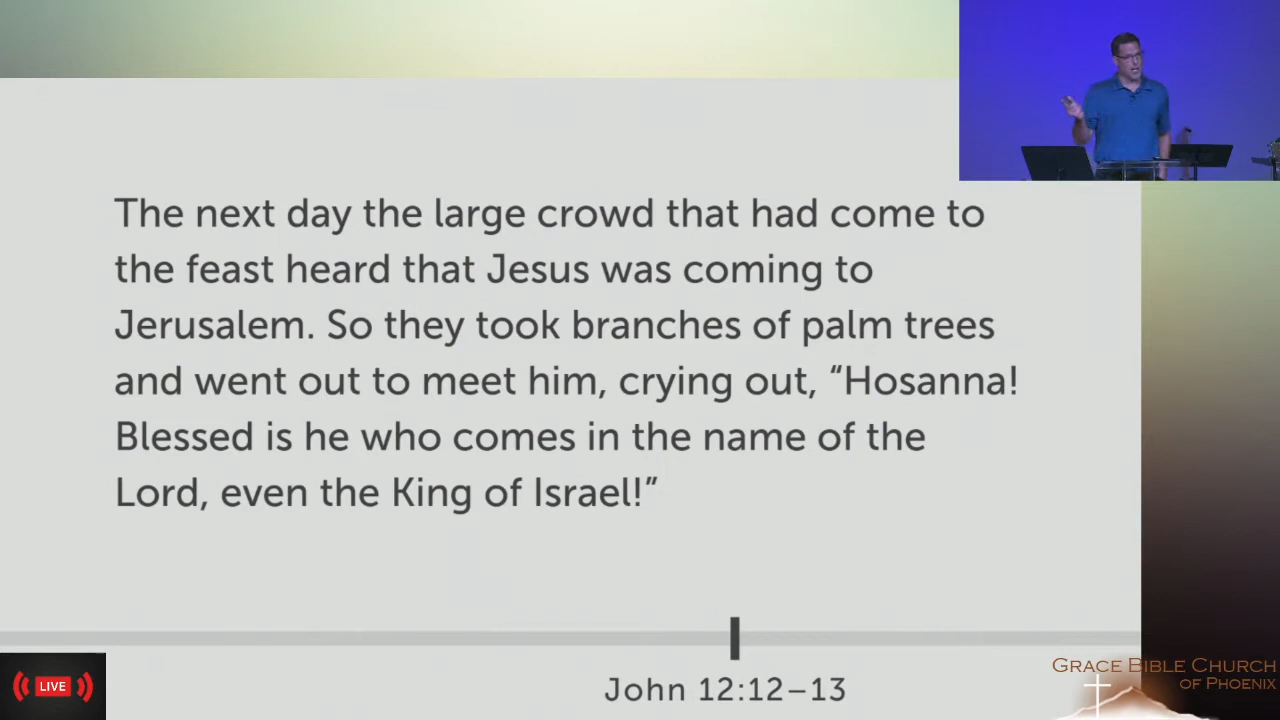 The next day the large crowd that had come to
the feast heard that Jesus was coming to
Jerusalem. So they took branches of palm trees
and went out to meet him, crying out, “Hosanna!
Blessed is he who comes in the name of the
Lord, even the King of Israel!”
John 12:12–13
LIVE
GRACE BIBLE CHURCH
OF PHOENIX